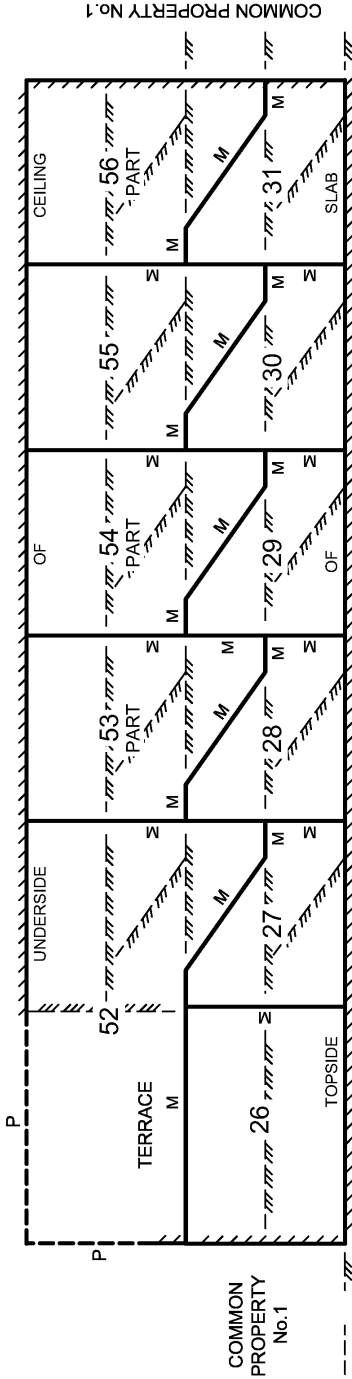 P
P
UNDERSIDE
OF
CEILING
52
53
PART
54
PART
55
56
PART
M
M
M
M
TERRACE
M
M
M
M
M
M
M
M
M
M
M
COMMON
PROPERTY
No.1
26
M
27
28
29
30
31
M
M
M
M
M
M
M
M
M
TOPSIDE
OF
SLAB
COMMON PROPERTY No.1